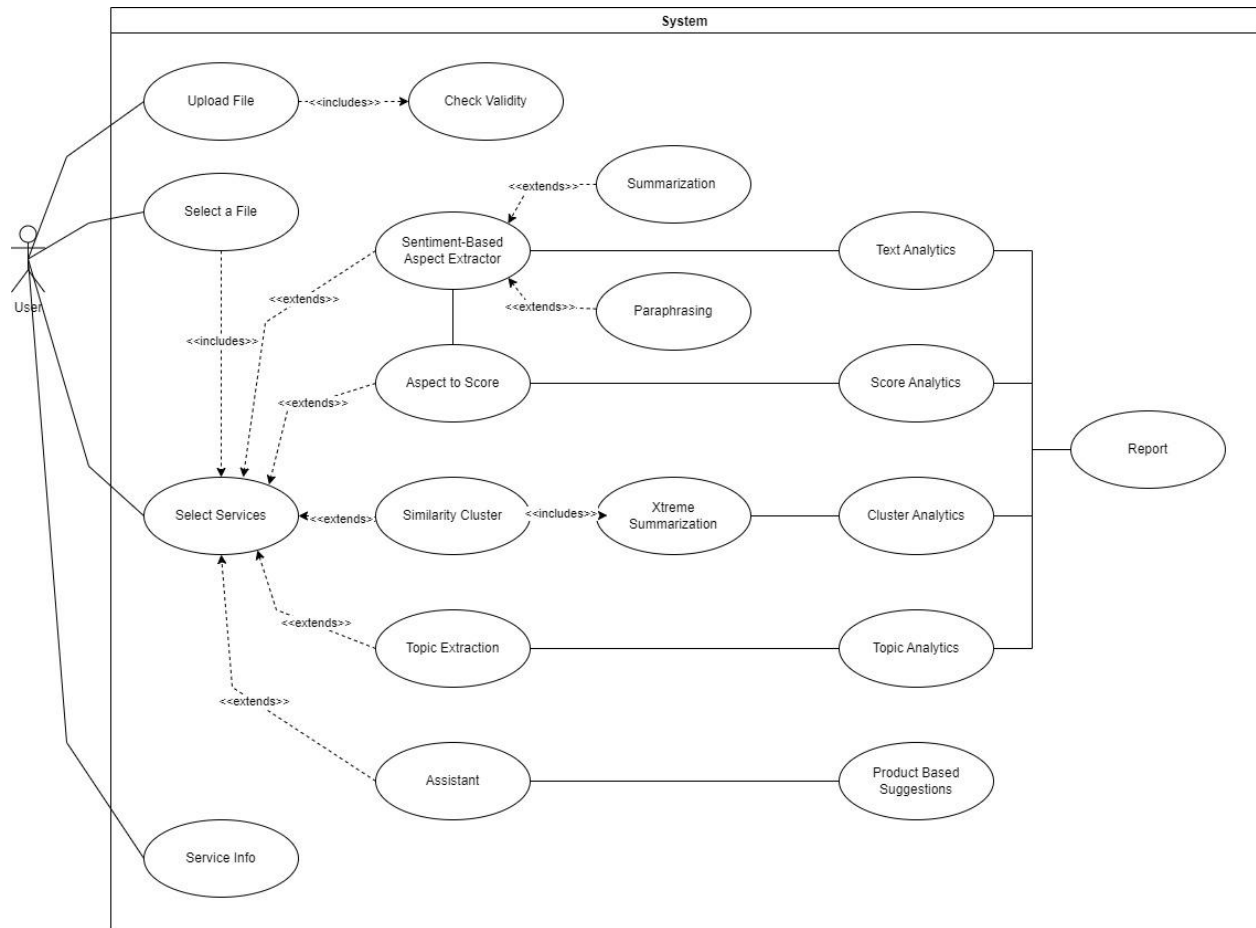 System
Upload File
<<includes>>
Check Validity
<<extends>>
Summarization
Select a File
Sentiment-Based
Aspect Extractor
Text Analytics
User
<<extends>>
<<extends>>
Paraphrasing
<<includes>>
Aspect to Score
Score Analytics
<<extends>>
Report
Select Services
<<extends>>
Similarity Cluster
<<includes>>
Xtreme
Summarization
Cluster Analytics
<<extends>>
Topic Extraction
Topic Analytics
<<extends>>
Assistant
Product Based
Suggestions
Service Info